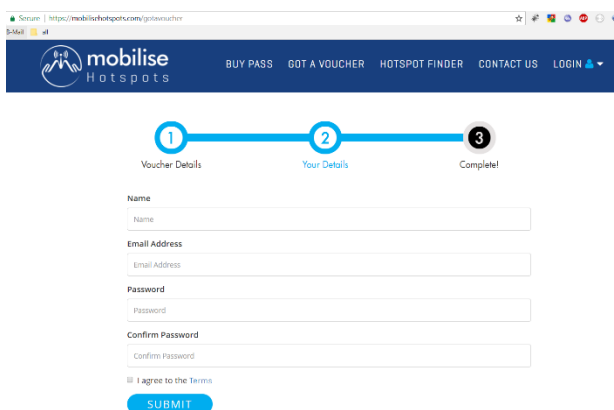 Secure | https://mobilisehotspots.com/gotavoucher
all
mobilise
Hotspots
BUY PASS GOT A VOUCHER HOTSPOT FINDER CONTACT US LOGIN
1 2 3
Voucher Details Your Details Complete!
Name
Name
Email Address
Email Address
Password
Password
Confirm Password
Confirm Password
I agree to the Terms
SUBMIT